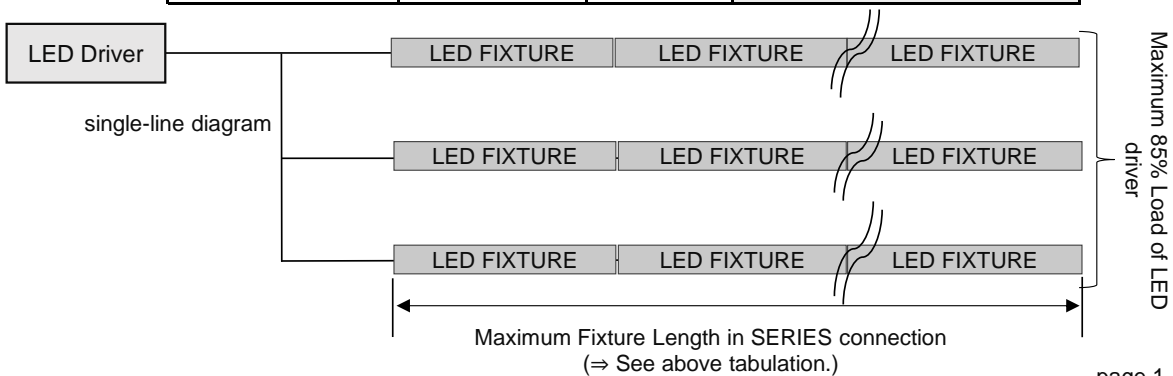 LED Driver
LED FIXTURE LED FIXTURE LED FIXTURE
single-line diagram
LED FIXTURE LED FIXTURE LED FIXTURE
LED FIXTURE LED FIXTURE LED FIXTURE
Maximum 85% Load of LED
driver
Maximum Fixture Length in SERIES connection
(⇒ See above tabulation.)
page 1